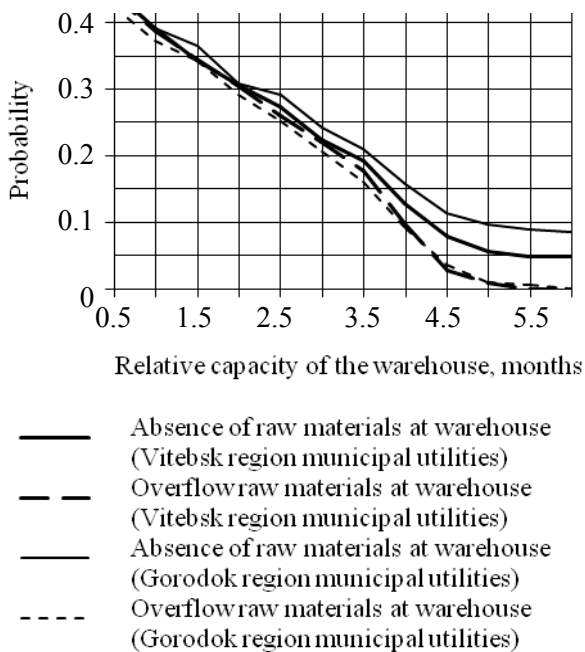 0.4
0.3
0.2
0.1
0
Probability
0.5 1.5 2.5 3.5 4.5 5.5
Relative capacity of the warehouse, months
Absence of raw materials at warehouse
(Vitebsk region municipal utilities)
Overflow raw materials at warehouse
(Vitebsk region municipal utilities)
Absence of raw materials at warehouse
(Gorodok region municipal utilities)
Overflow raw materials at warehouse
(Gorodok region municipal utilities)